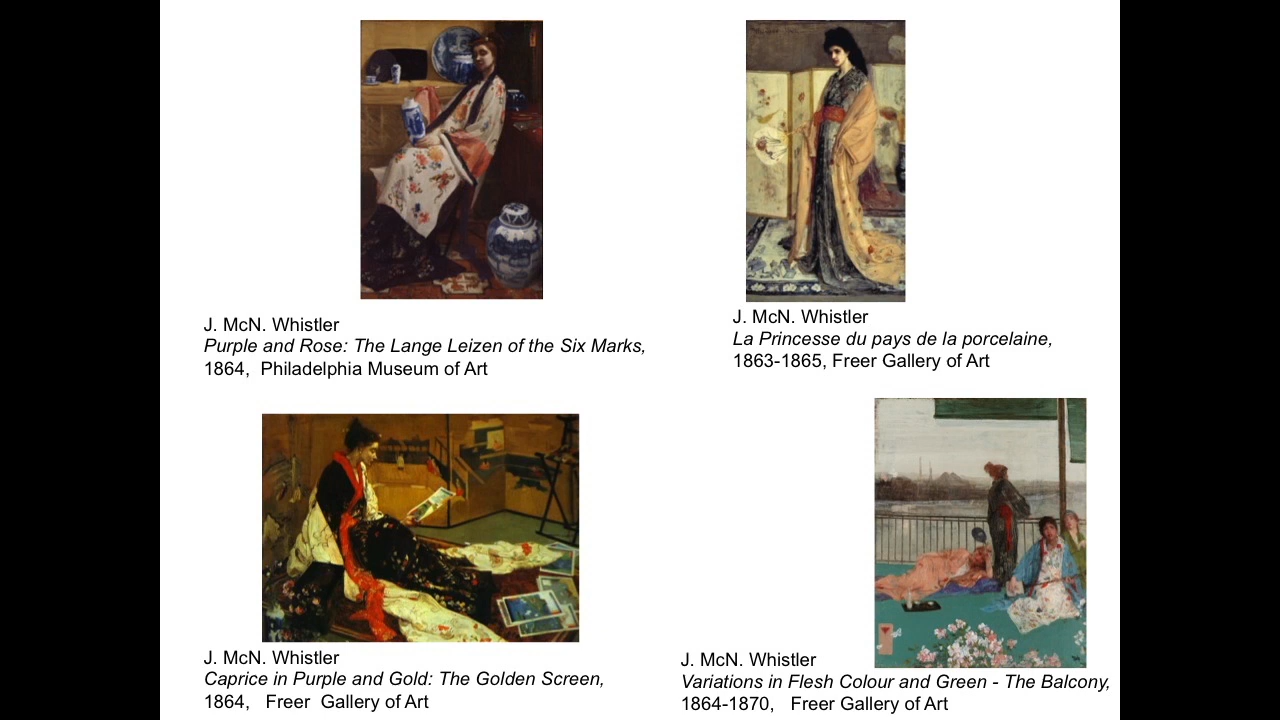 J. McN. Whistler
Purple and Rose: The Lange Leizen of the Six Marks,
1864, Philadelphia Museum of Art
J. McN. Whistler
La Princesse du pays de la porcelaine,
1863-1865, Freer Gallery of Art
J. McN. Whistler
Caprice in Purple and Gold: The Golden Screen,
1864, Freer Gallery of Art
J. McN. Whistler
Variations in Flesh Colour and Green - The Balcony,
1864-1870, Freer Gallery of Art